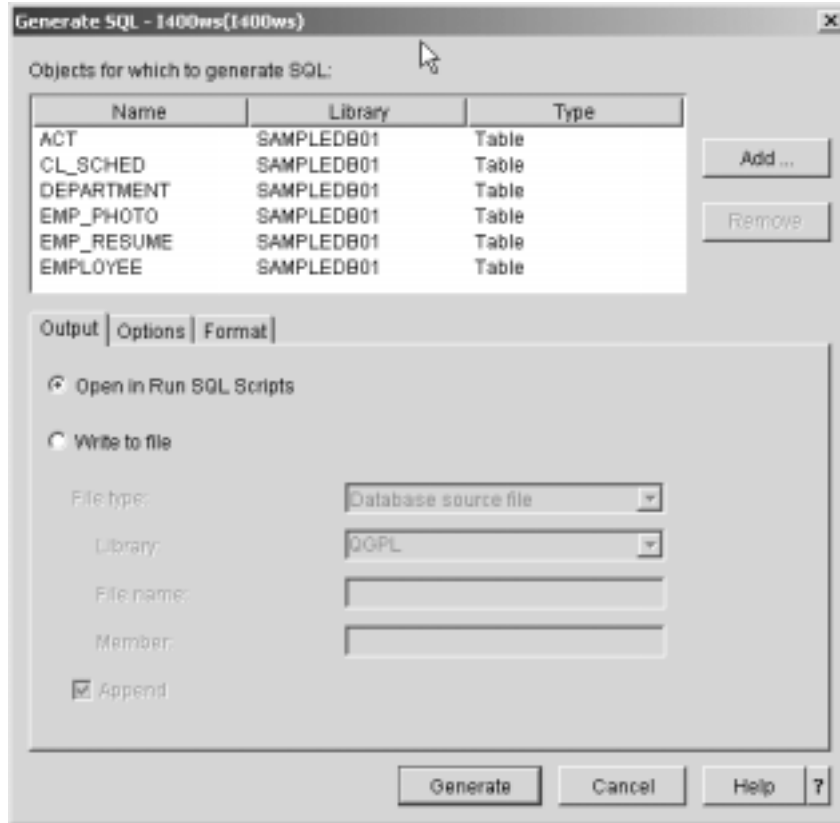 Generate SQL - I400ws(I400ws)
Objects for which to generate SQL:
Name Library Type
ACT SAMPLEDB01 Table
CL_SCHED SAMPLEDB01 Table
DEPARTMENT SAMPLEDB01 Table
EMP_PHOTO SAMPLEDB01 Table
EMP_RESUME SAMPLEDB01 Table
EMPLOYEE SAMPLEDB01 Table
Add ...
Remove
Output Options Format
Open in Run SQL Scripts
Write to file
File type: Database source file
Library: QGPL
File name:
Member:
Append
Generate Cancel Help ?